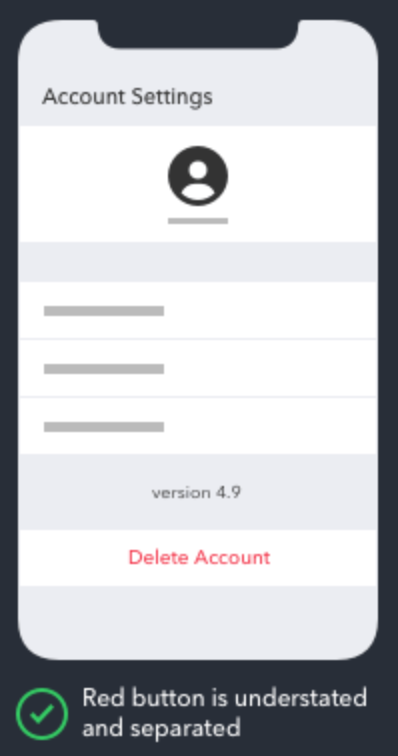 Account Settings
version 4.9
Delete Account
Red button is understated
and separated